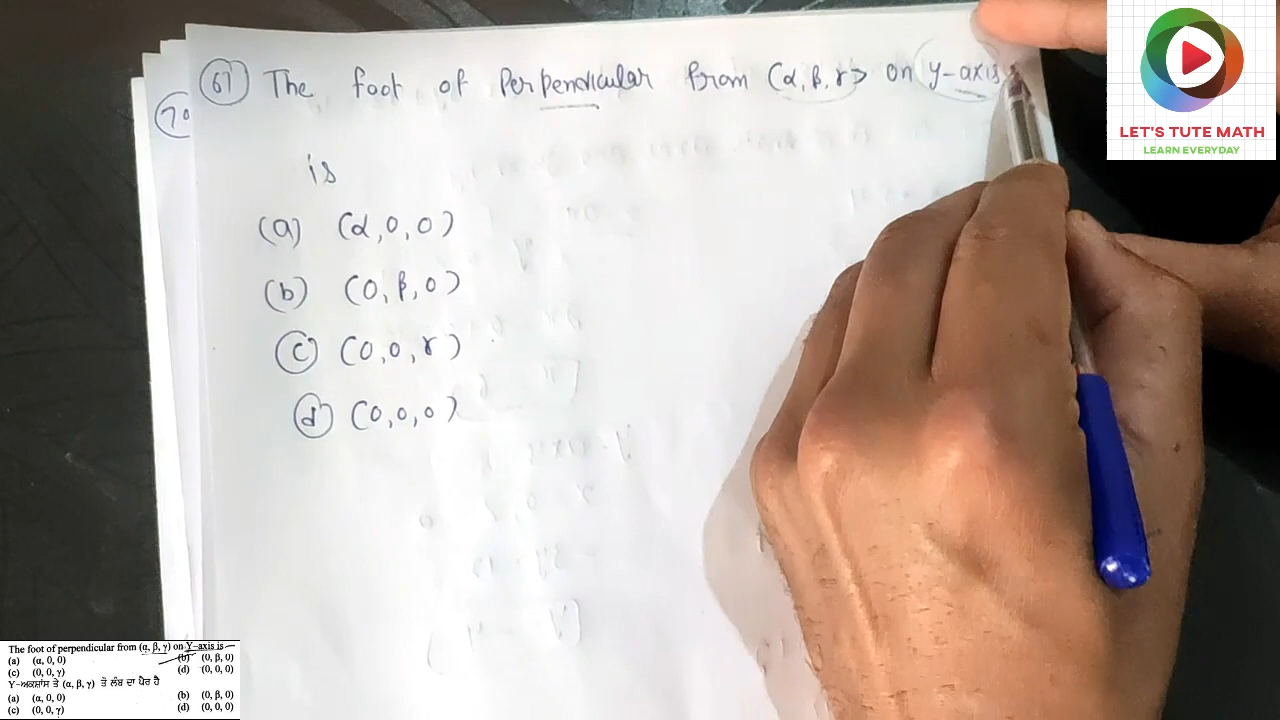 67 The foot of Perpendicular from (α, β, γ) on y-axis
70
is
(a) (α, 0, 0)
(b) (0, β, 0)
(c) (0, 0, γ)
(d) (0, 0, 0)
LET'S TUTE MATH
LEARN EVERYDAY
The foot of perpendicular from (α, β, γ) on Y–axis is
(a) (α, 0, 0) (b) (0, β, 0)
(c) (0, 0, γ) (d) (0, 0, 0)
Y–ਅਕਸ਼ਾਂਸ ਤੇ (α, β, γ) ਤੋਂ ਲੰਬ ਦਾ ਪੈਰ ਹੈ
(a) (α, 0, 0) (b) (0, β, 0)
(c) (0, 0, γ) (d) (0, 0, 0)